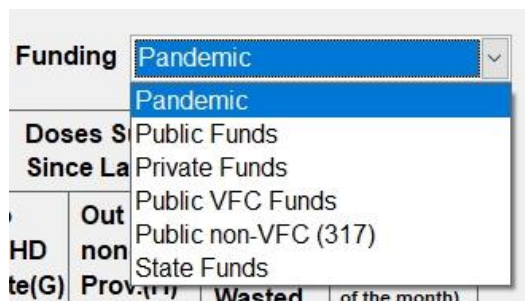 Funding Pandemic
Pandemic
Public Funds
Private Funds
Public VFC Funds
Public non-VFC (317)
State Funds
Doses
Since
Out
HD non
Prov.(H)
Wasted of the month)